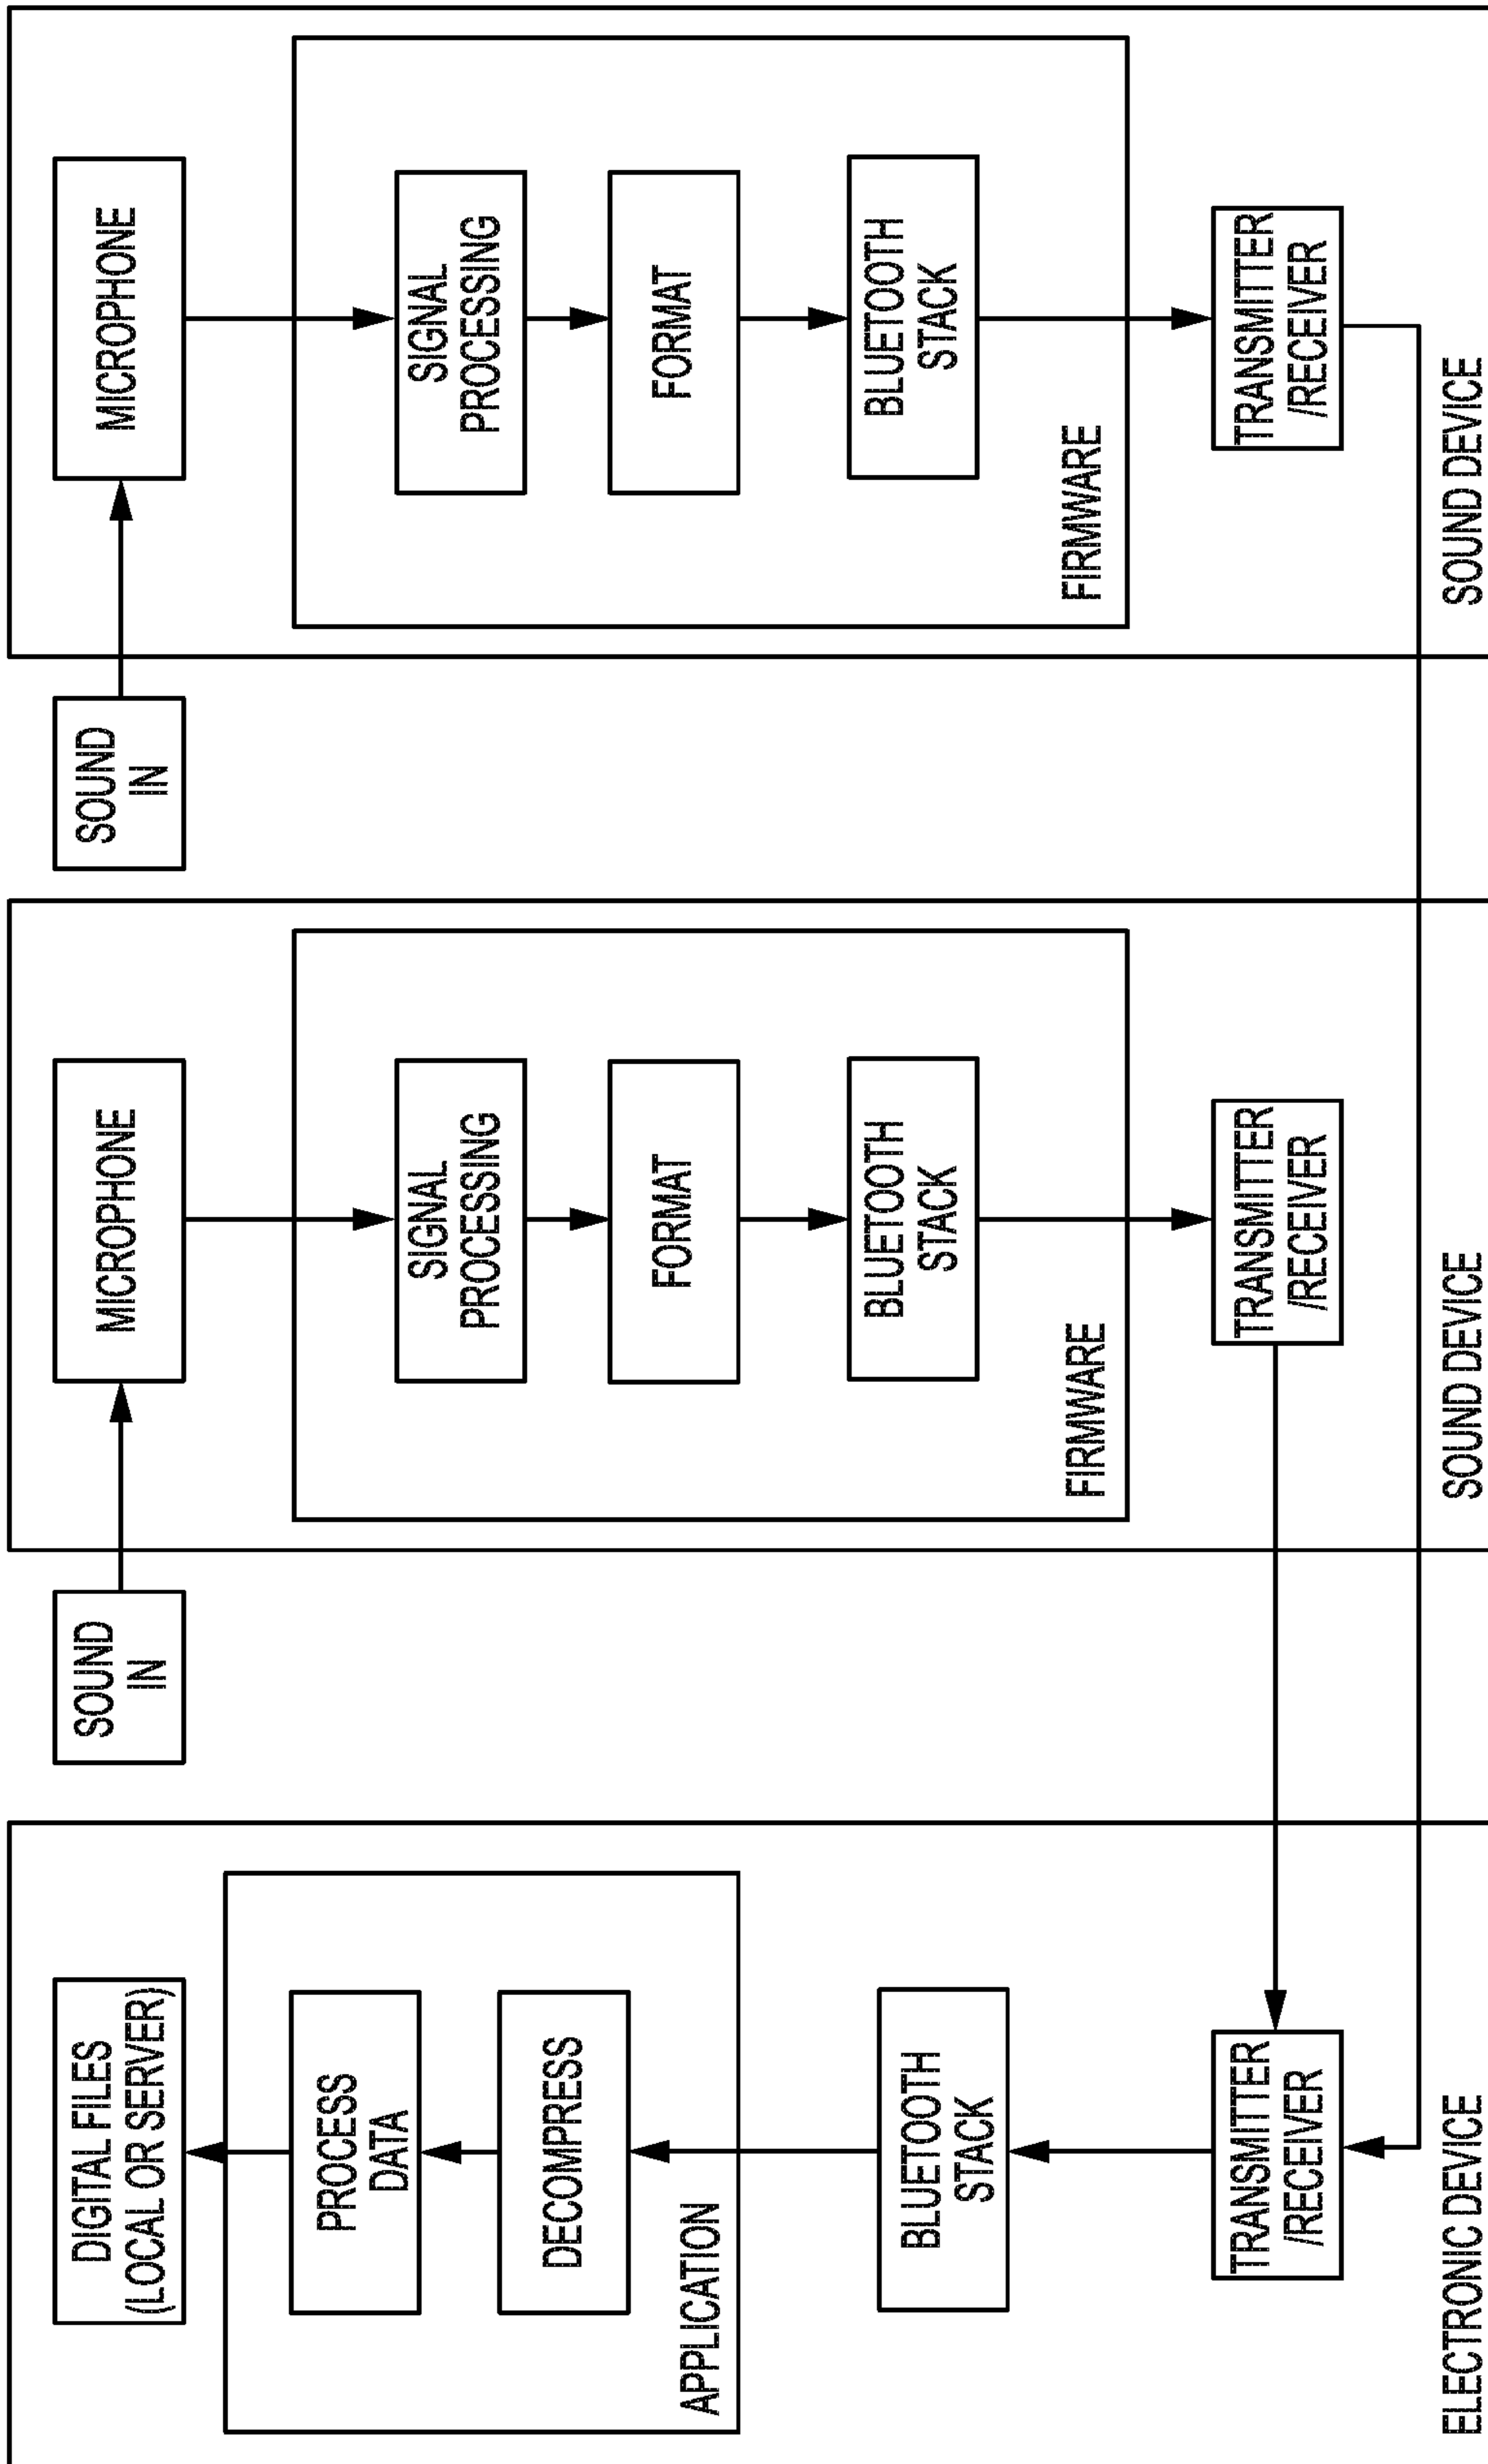 DIGITAL FILES
(LOCAL OR SERVER)
PROCESS
DATA
DECOMPRESS
APPLICATION
BLUETOOTH
STACK
TRANSMITTER
/RECEIVER
ELECTRONIC DEVICE
SOUND
IN
MICROPHONE
SIGNAL
PROCESSING
FORMAT
BLUETOOTH
STACK
FIRMWARE
TRANSMITTER
/RECEIVER
SOUND DEVICE
SOUND
IN
MICROPHONE
SIGNAL
PROCESSING
FORMAT
BLUETOOTH
STACK
FIRMWARE
TRANSMITTER
/RECEIVER
SOUND DEVICE